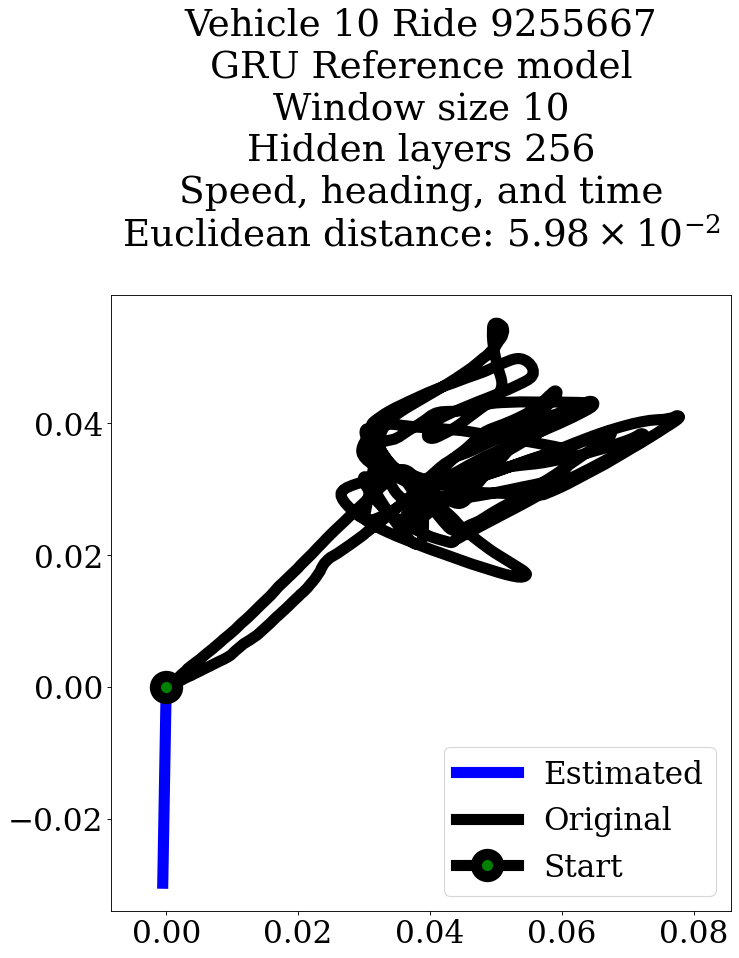 Vehicle 10 Ride 9255667
GRU Reference model
Window size 10
Hidden layers 256
Speed, heading, and time
Euclidean distance: 5.98 × 10⁻²
0.04
0.02
0.00
−0.02
Estimated
Original
Start
0.00 0.02 0.04 0.06 0.08